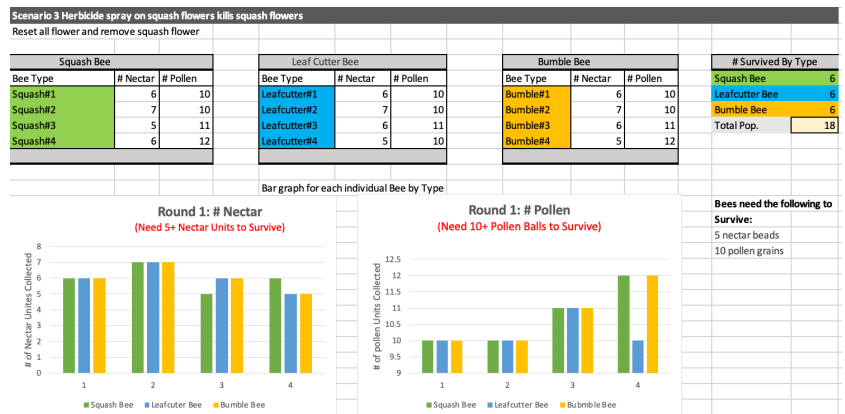 Scenario 3 Herbicide spray on squash flowers kills squash flowers
Reset all flower and remove squash flower
Squash Bee
Bee Type # Nectar # Pollen
Squash#1 6 10
Squash#2 7 10
Squash#3 5 11
Squash#4 6 12
Leaf Cutter Bee
Bee Type # Nectar # Pollen
Leafcutter#1 6 10
Leafcutter#2 7 10
Leafcutter#3 6 11
Leafcutter#4 5 10
Bumble Bee
Bee Type # Nectar # Pollen
Bumble#1 6 10
Bumble#2 7 10
Bumble#3 6 11
Bumble#4 5 12
# Survived By Type
Squash Bee 6
Leafcutter Bee 6
Bumble Bee 6
Total Pop. 18
Bar graph for each individual Bee by Type
Round 1: # Nectar
(Need 5+ Nectar Units to Survive)
# of Nectar Unites Collected
8
7
6
5
4
3
2
1
0
1 2 3 4
Squash Bee Leafcuter Bee Bumble Bee
Round 1: # Pollen
(Need 10+ Pollen Balls to Survive)
# of pollen Units Collected
12.5
12
11.5
11
10.5
10
9.5
9
1 2 3 4
Squash Bee Leafcutter Bee Bubmble Bee
Bees need the following to
Survive:
5 nectar beads
10 pollen grains